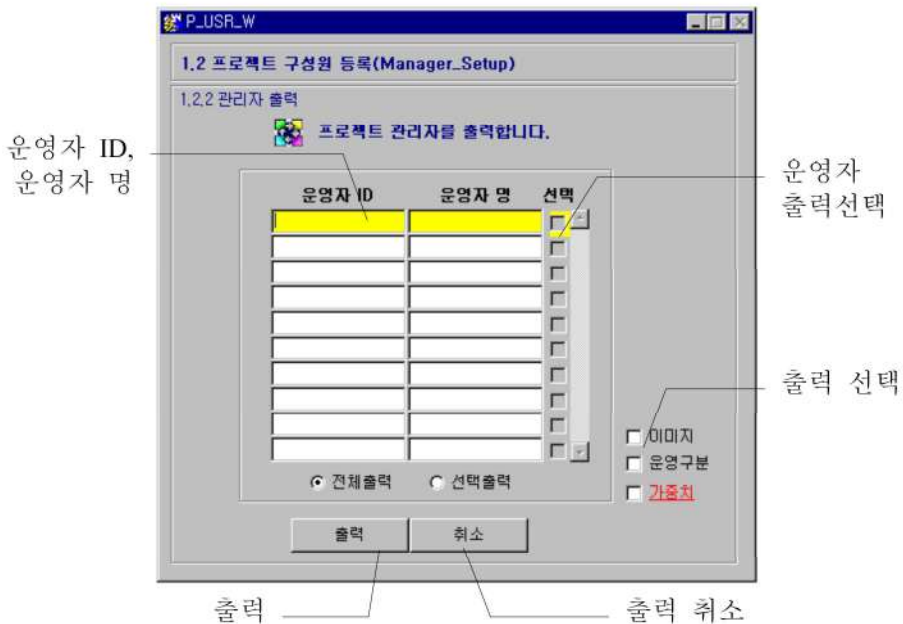 P_USR_W
1.2 프로젝트 구성원 등록(Manager_Setup)
1.2.2 관리자 출력
프로젝트 관리자를 출력합니다.
운영자 ID,
운영자 명
운영자 ID 운영자 명 선택
운영자
출력선택
출력 선택
이미지
운영구분
가중치
전체출력 선택출력
출력 취소
출력 출력 취소